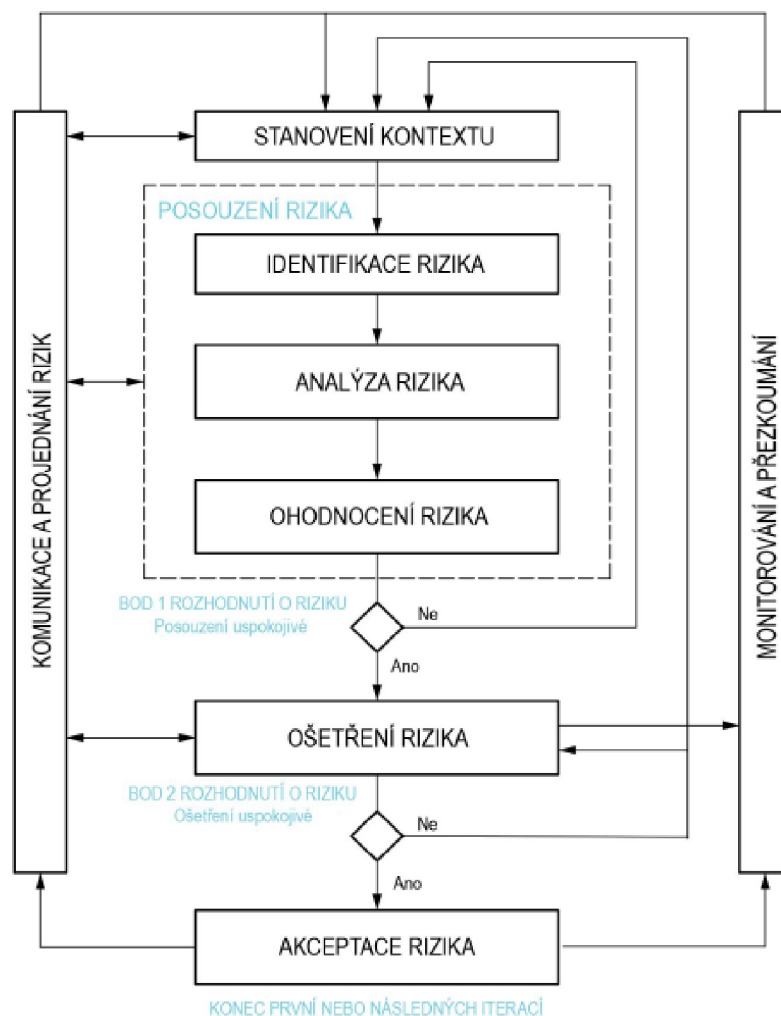 STANOVENÍ KONTEXTU
POSOUZENÍ RIZIKA
IDENTIFIKACE RIZIKA
ANALÝZA RIZIKA
OHODNOCENÍ RIZIKA
KOMUNIKACE A PROJEDNÁNÍ RIZIK
MONITOROVÁNÍ A PŘEZKOUMÁNÍ
BOD 1 ROZHODNUTÍ O RIZIKU
Posouzení uspokojivé
Ne
Ano
OŠETŘENÍ RIZIKA
BOD 2 ROZHODNUTÍ O RIZIKU
Ošetření uspokojivé
Ne
Ano
AKCEPTACE RIZIKA
KONEC PRVNÍ NEBO NÁSLEDNÝCH ITERACÍ